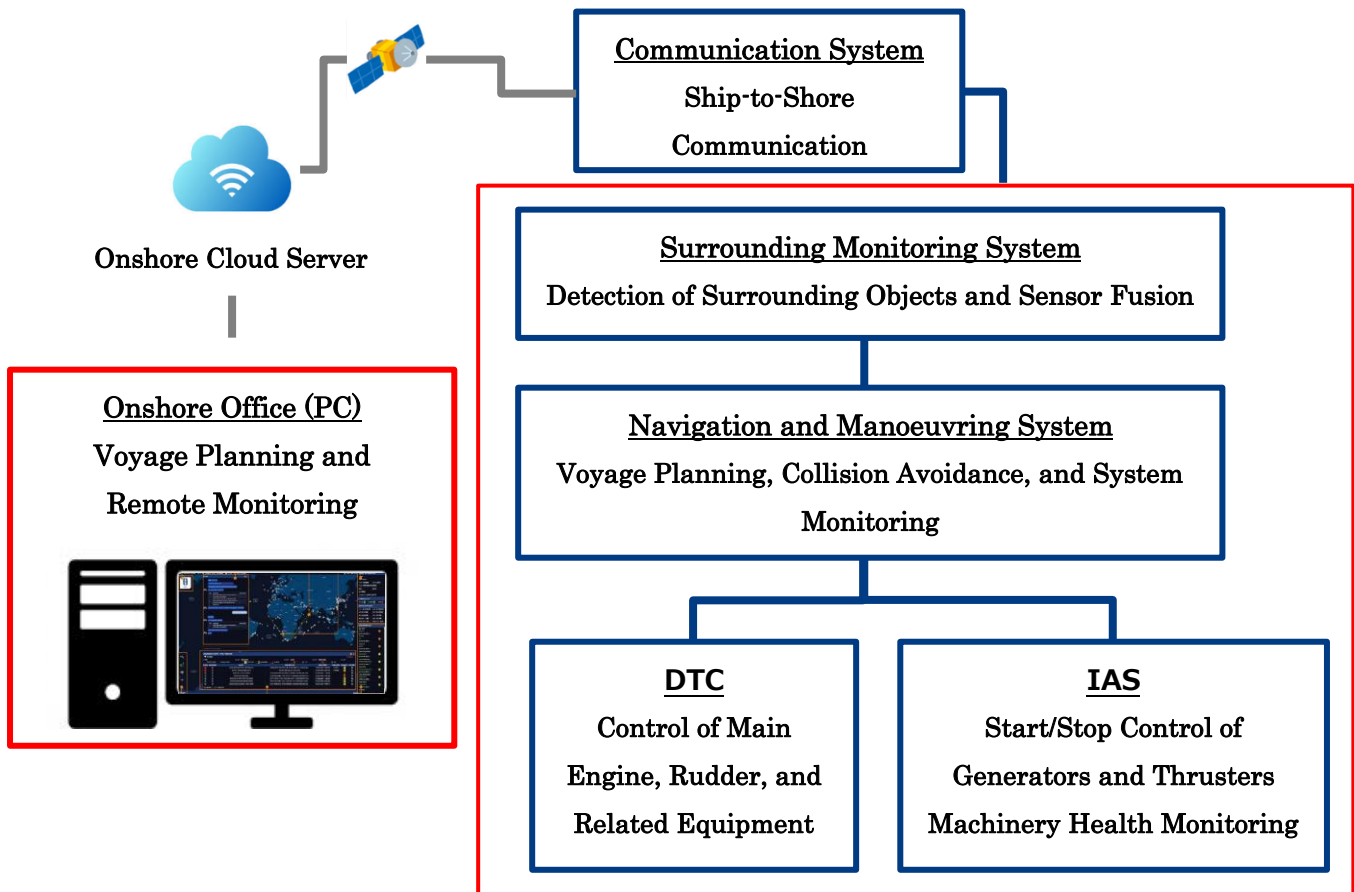 Communication System
Ship-to-Shore
Communication
Onshore Cloud Server
Surrounding Monitoring System
Detection of Surrounding Objects and Sensor Fusion
Onshore Office (PC)
Voyage Planning and
Remote Monitoring
Navigation and Manoeuvring System
Voyage Planning, Collision Avoidance, and System
Monitoring
DTC
Control of Main
Engine, Rudder, and
Related Equipment
IAS
Start/Stop Control of
Generators and Thrusters
Machinery Health Monitoring